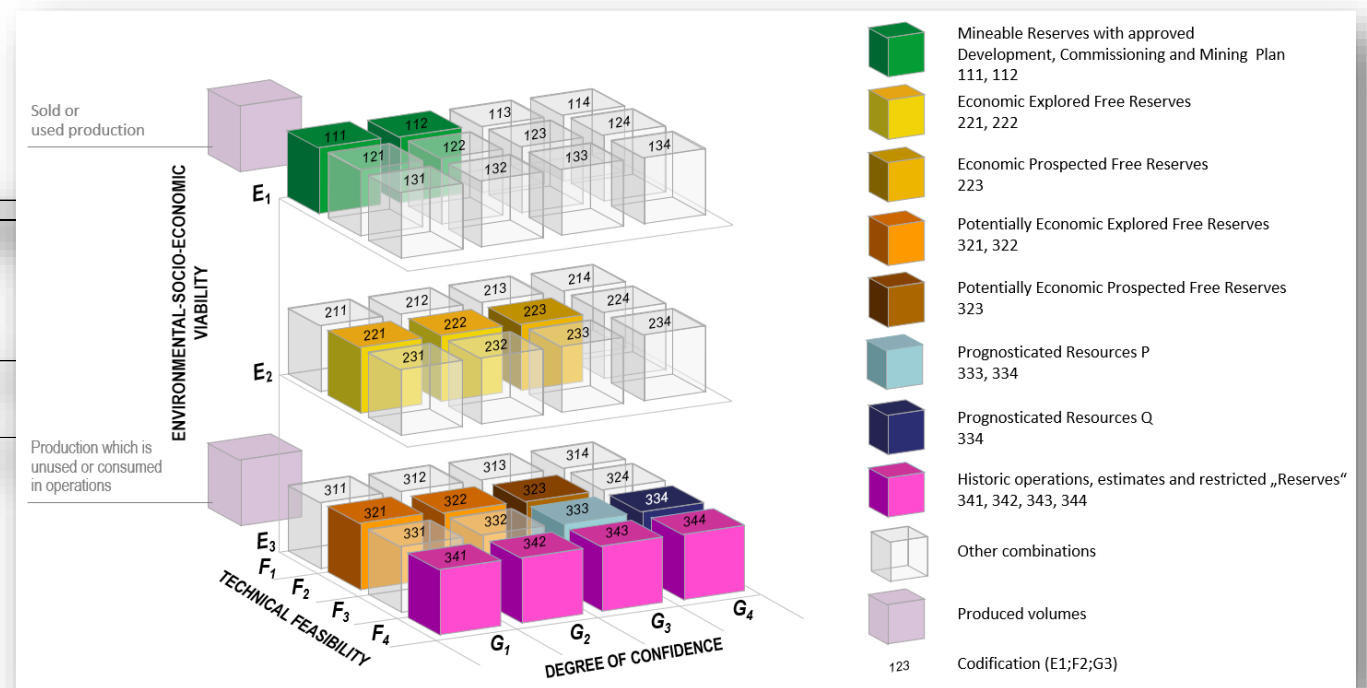 Sold or
used production
ENVIRONMENTAL-SOCIO-ECONOMIC
VIABILITY
E1
111
112
113
114
121
122
123
124
131
132
133
134
E2
211
212
213
214
221
222
223
224
231
232
233
234
Production which is
unused or consumed
in operations
E3
311
312
313
314
321
322
323
324
331
332
333
334
341
342
343
344
F1
F2
F3
F4
TECHNICAL FEASIBILITY
G1
G2
G3
G4
DEGREE OF CONFIDENCE
Mineable Reserves with approved
Development, Commissioning and Mining Plan
111, 112
Economic Explored Free Reserves
221, 222
Economic Prospected Free Reserves
223
Potentially Economic Explored Free Reserves
321, 322
Potentially Economic Prospected Free Reserves
323
Prognosticated Resources P
333, 334
Prognosticated Resources Q
334
Historic operations, estimates and restricted „Reserves“
341, 342, 343, 344
Other combinations
Produced volumes
123 Codification (E1;F2;G3)